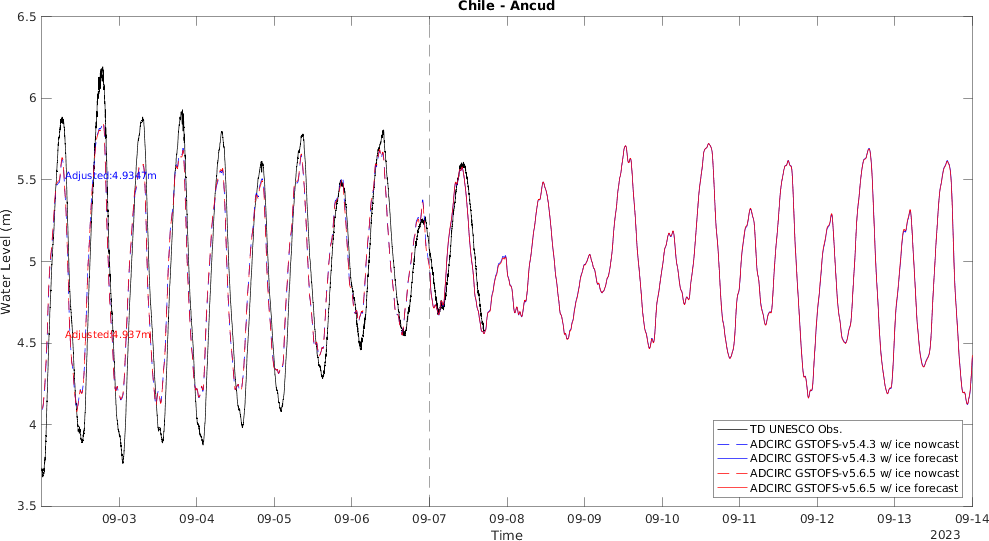 Chile - Ancud
6.5
6
5.5
5
4.5
4
3.5
Water Level (m)
Adjusted:4.9347m
Adjusted:4.937m
TD UNESCO Obs.
ADCIRC GSTOFS-v5.4.3 w/ ice nowcast
ADCIRC GSTOFS-v5.4.3 w/ ice forecast
ADCIRC GSTOFS-v5.6.5 w/ ice nowcast
ADCIRC GSTOFS-v5.6.5 w/ ice forecast
09-03 09-04 09-05 09-06 09-07 09-08 09-09 09-10 09-11 09-12 09-13 09-14
Time
2023